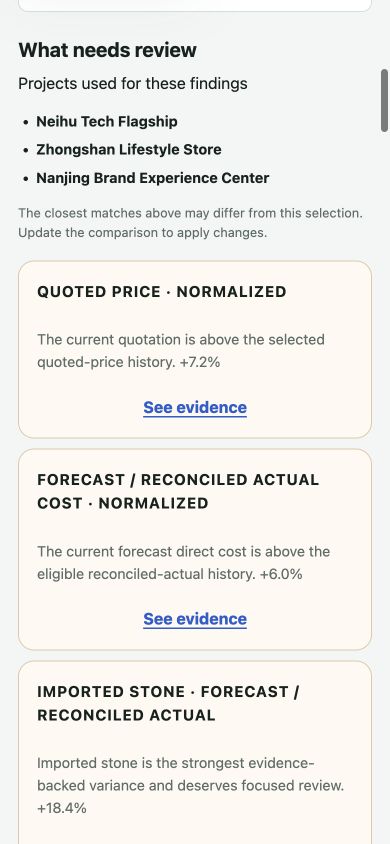 What needs review
Projects used for these findings
• Neihu Tech Flagship
• Zhongshan Lifestyle Store
• Nanjing Brand Experience Center
The closest matches above may differ from this selection.
Update the comparison to apply changes.
QUOTED PRICE · NORMALIZED
The current quotation is above the selected
quoted-price history. +7.2%
See evidence
FORECAST / RECONCILED ACTUAL
COST · NORMALIZED
The current forecast direct cost is above the
eligible reconciled-actual history. +6.0%
See evidence
IMPORTED STONE · FORECAST /
RECONCILED ACTUAL
Imported stone is the strongest evidence-
backed variance and deserves focused review.
+18.4%